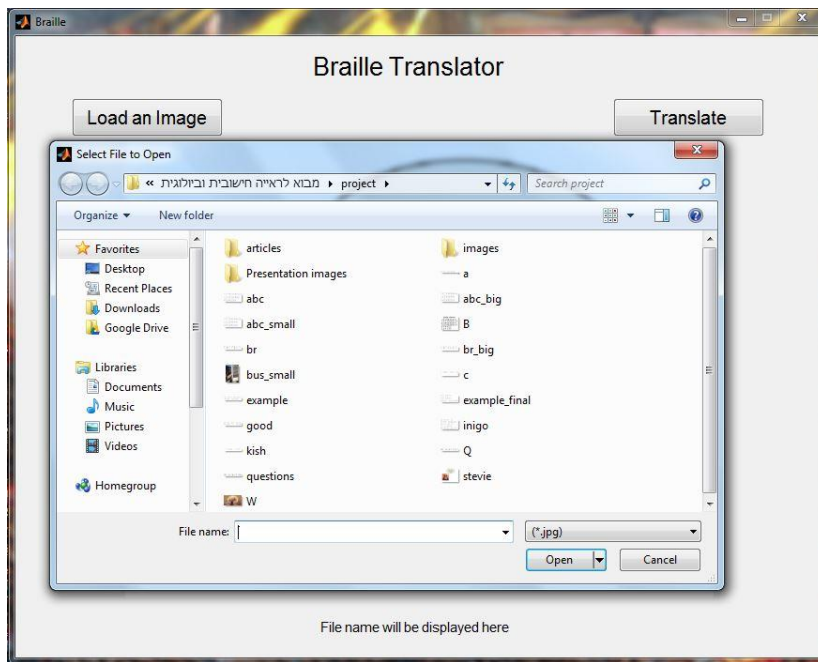 Braille
Braille Translator
Load an Image
Translate
Select File to Open
« מבוא לראייה חישובית וביולוגית ▸ project ▸
Search project
Organize
New folder
Favorites
Desktop
Recent Places
Downloads
Google Drive
Libraries
Documents
Music
Pictures
Videos
Homegroup
articles
images
Presentation images
a
abc
abc_big
abc_small
B
br
br_big
bus_small
c
example
example_final
good
inigo
kish
Q
questions
stevie
W
File name:
(*.jpg)
Open
Cancel
File name will be displayed here